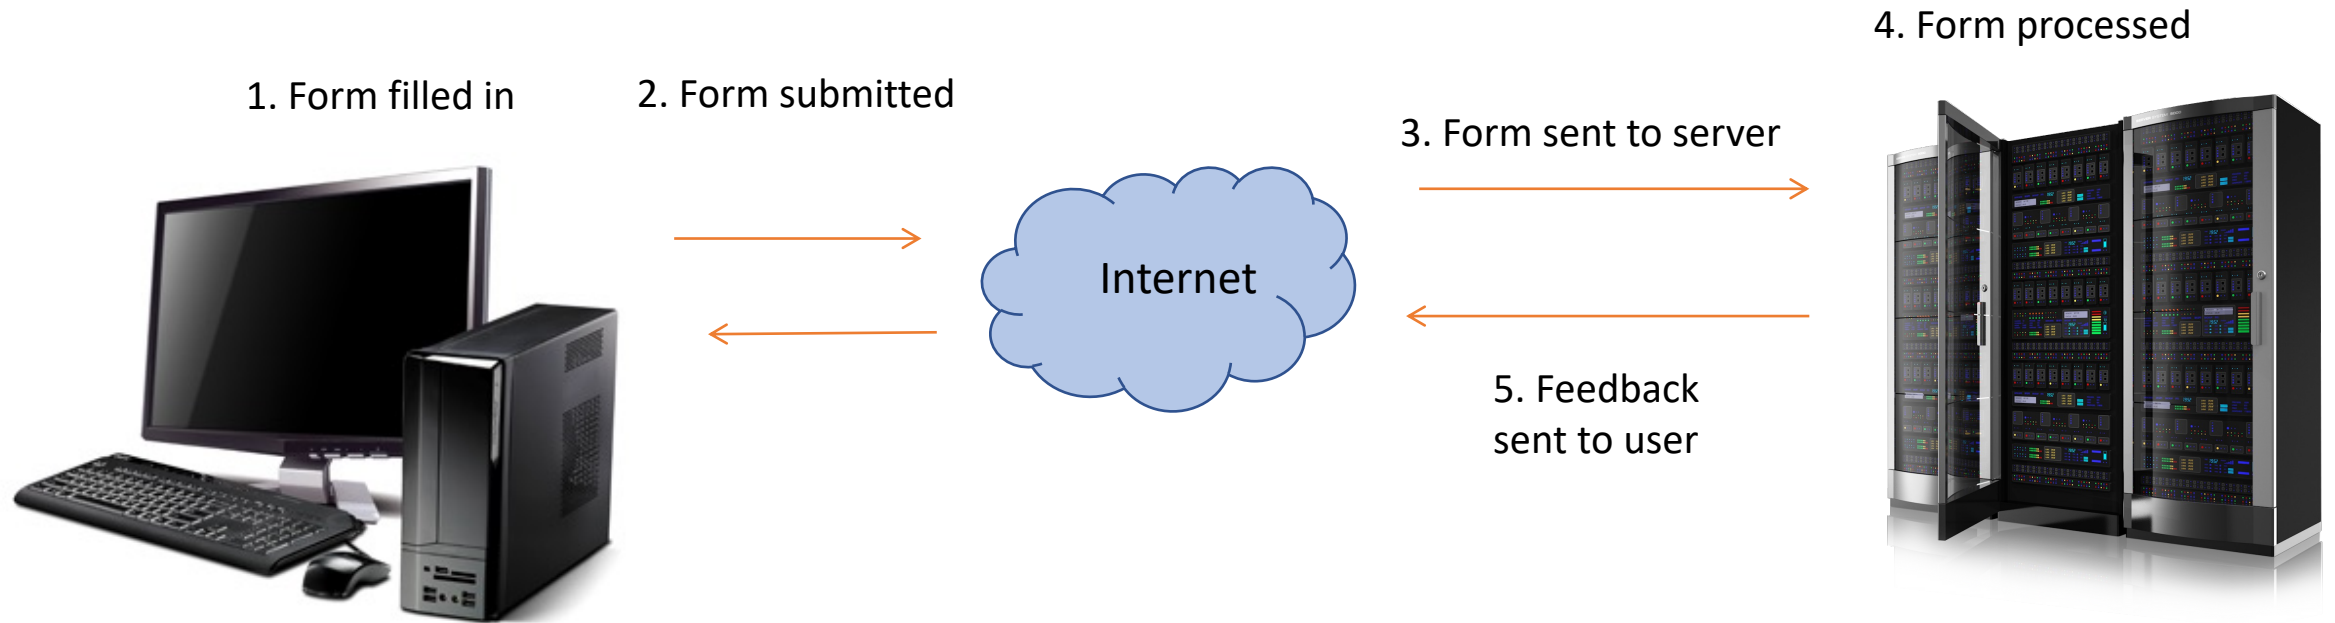 1. Form filled in
2. Form submitted
Internet
3. Form sent to server
4. Form processed
5. Feedback
sent to user